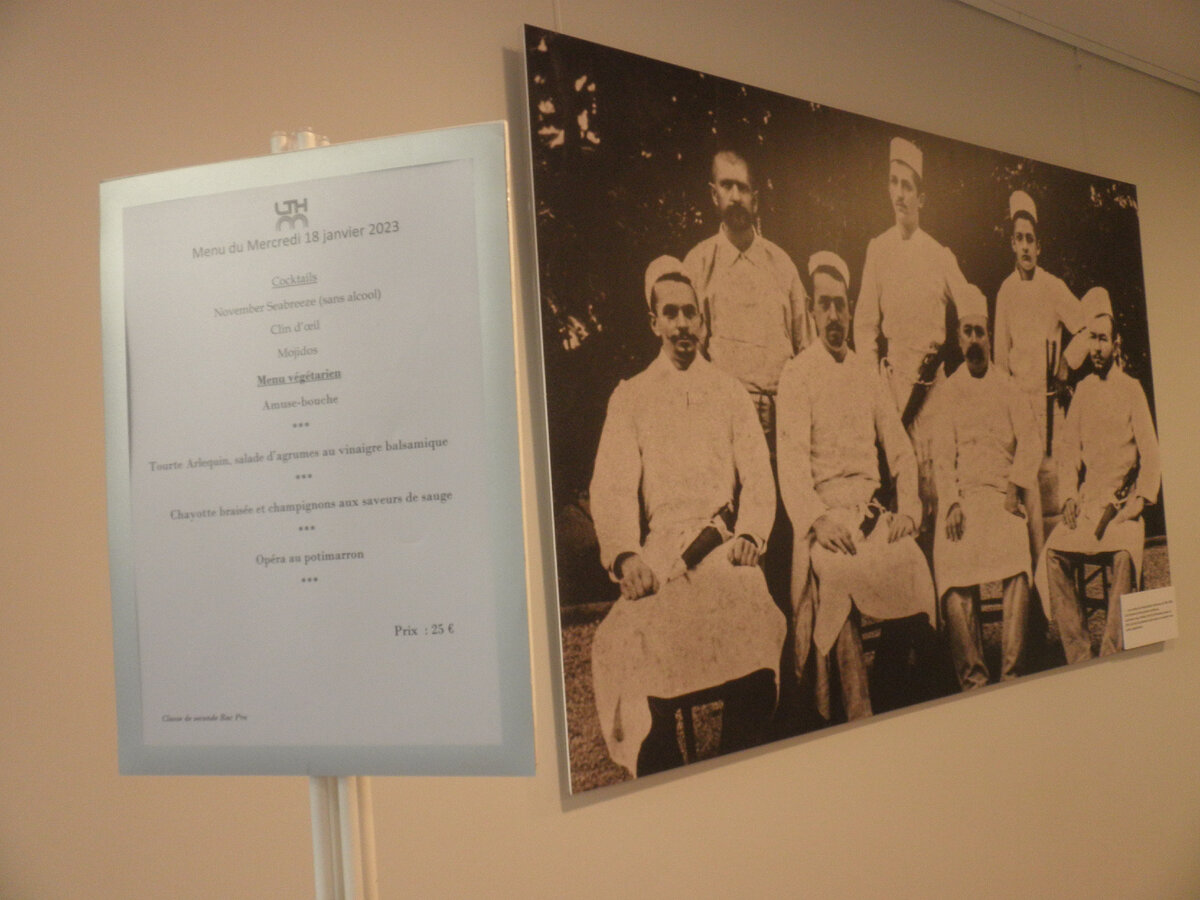 LTH
Menu du Mercredi 18 janvier 2023
Cocktails
November Seabreeze (sans alcool)
Clin d'œil
Mojidos
Menu végétarien
Amuse-bouche
***
Tourte Arlequin, salade d'agrumes au vinaigre balsamique
***
Chayotte braisée et champignons aux saveurs de sauge
***
Opéra au potimarron
***
Prix : 25 €
Classe de seconde Bac Pro